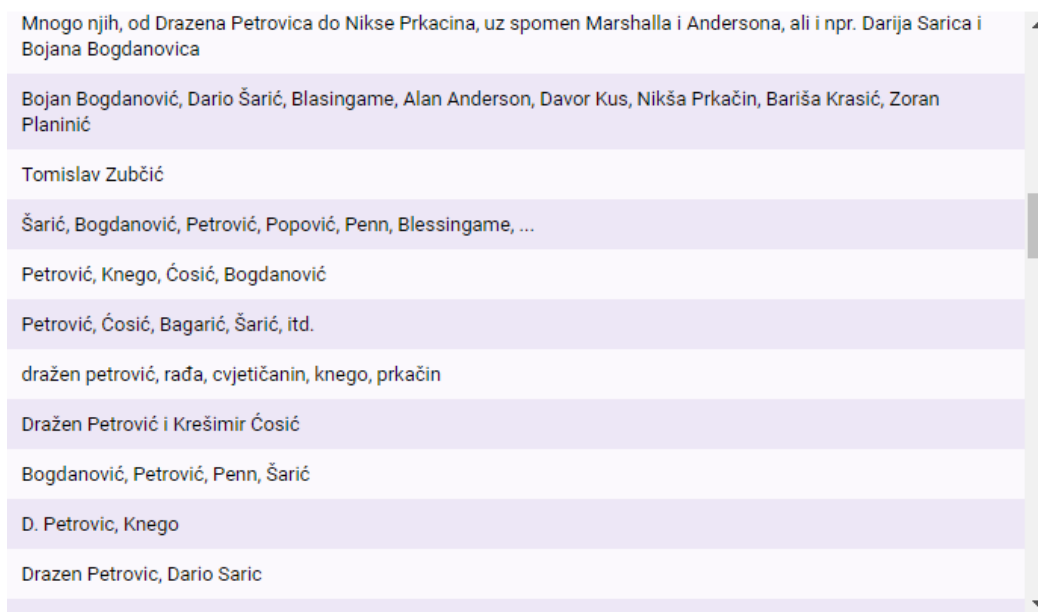 Mnogo njih, od Drazena Petrovica do Nikse Prkacina, uz spomen Marshalla i Andersona, ali i npr. Darija Sarica i
Bojana Bogdanovica
Bojan Bogdanović, Dario Šarić, Blasingame, Alan Anderson, Davor Kus, Nikša Prkačin, Bariša Krasić, Zoran
Planinić
Tomislav Zubčić
Šarić, Bogdanović, Petrović, Popović, Penn, Blessingame, ...
Petrović, Knego, Ćosić, Bogdanović
Petrović, Ćosić, Bagarić, Šarić, itd.
dražen petrović, rađa, cvjetičanin, knego, prkačin
Dražen Petrović i Krešimir Ćosić
Bogdanović, Petrović, Penn, Šarić
D. Petrovic, Knego
Drazen Petrovic, Dario Saric